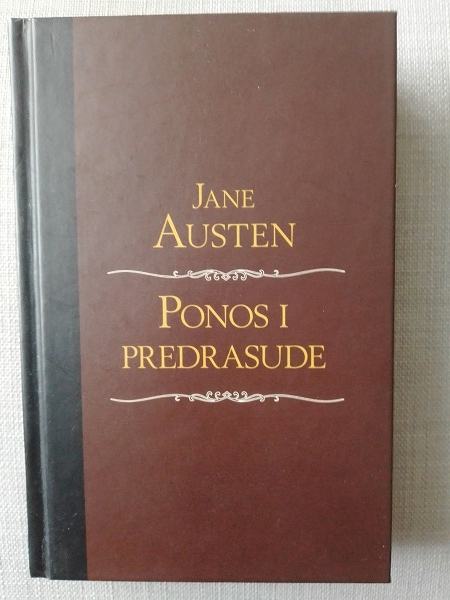 JANE
AUSTEN
PONOS I
PREDRASUDE